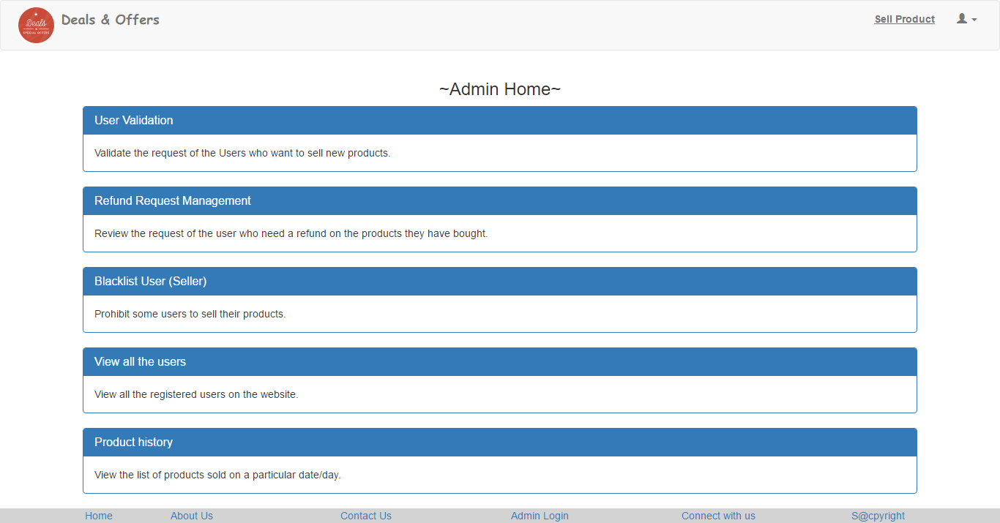 Deals
&
SPECIAL OFFERS
Deals & Offers
Sell Product
~Admin Home~
User Validation
Validate the request of the Users who want to sell new products.
Refund Request Management
Review the request of the user who need a refund on the products they have bought.
Blacklist User (Seller)
Prohibit some users to sell their products.
View all the users
View all the registered users on the website.
Product history
View the list of products sold on a particular date/day.
Home
About Us
Contact Us
Admin Login
Connect with us
S@cpyright